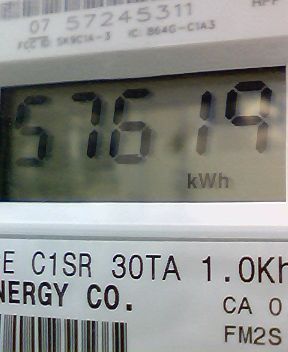 07 57245311
FCC ID: SK9C1A-3 IC: 864G-C1A3
57619
kWh
E C1SR 30TA 1.0Kh
NERGY CO.
CA 0
FM2S